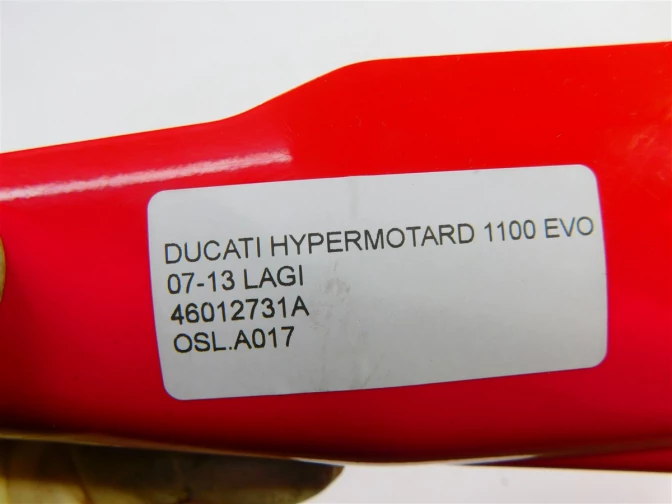 DUCATI HYPERMOTARD 1100 EVO
07-13 LAGI
46012731A
OSL.A017